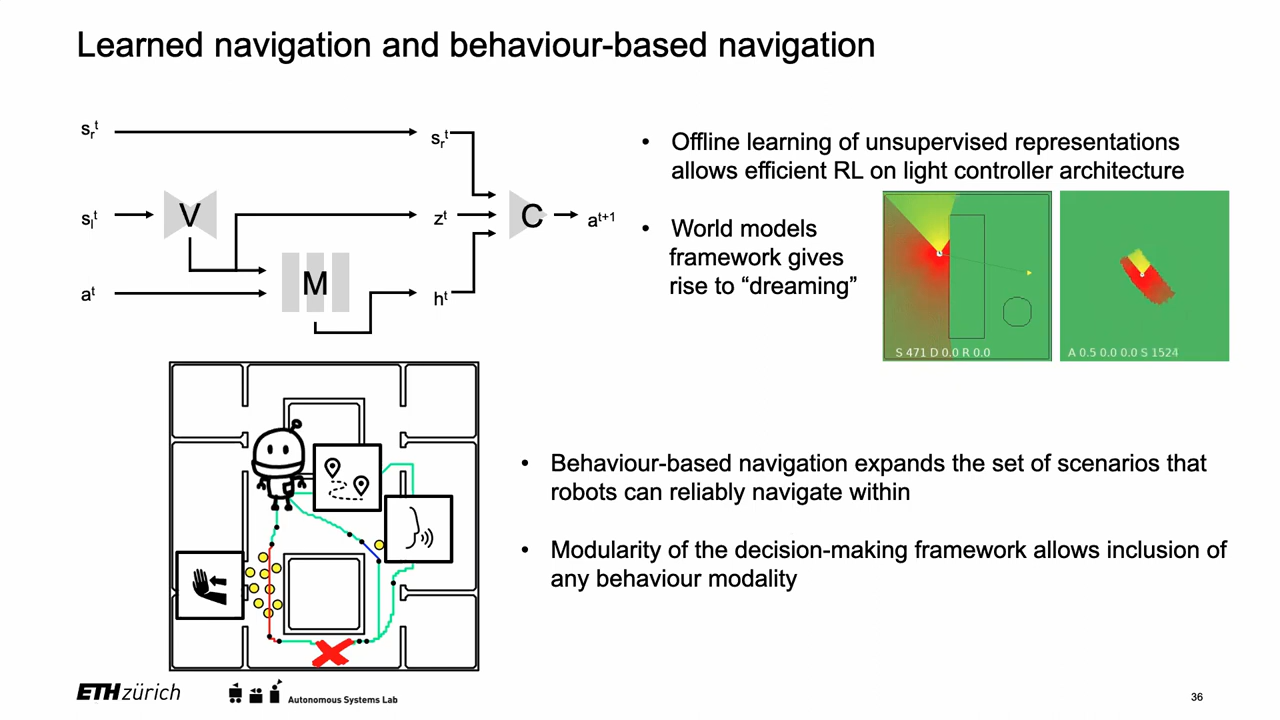 Learned navigation and behaviour-based navigation
s_r^t
s_r^t
s_l^t
V
z^t
C
a^{t+1}
a^t
M
h^t
• Offline learning of unsupervised representations
allows efficient RL on light controller architecture
• World models
framework gives
rise to “dreaming”
S 471 D 0.0 R 0.0
A 0.5 0.0 0.0 S 1524
• Behaviour-based navigation expands the set of scenarios that
robots can reliably navigate within
• Modularity of the decision-making framework allows inclusion of
any behaviour modality
ETH zürich
Autonomous Systems Lab
36